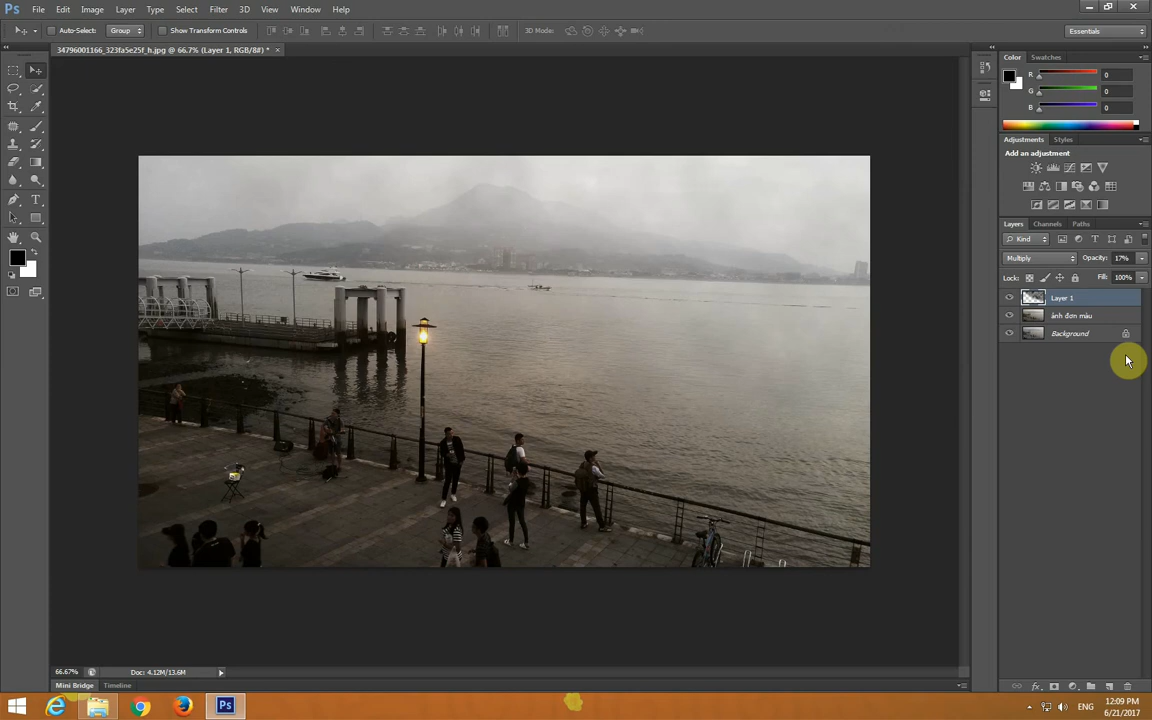 Ps File Edit Image Layer Type Select Filter 3D View Window Help
Auto-Select: Group Show Transform Controls 3D Mode: Essentials
34796001166_323fa5e25f_h.jpg @ 66.7% (Layer 1, RGB/8#) *
Color Swatches
R 0
G 0
B 0
Adjustments Styles
Add an adjustment
Layers Channels Paths
Kind
Multiply Opacity: 17%
Lock: Fill: 100%
Layer 1
ảnh đơn màu
Background
66.67% Doc: 4.12M/13.6M
Mini Bridge Timeline
Ps ENG 12:09 PM
6/21/2017